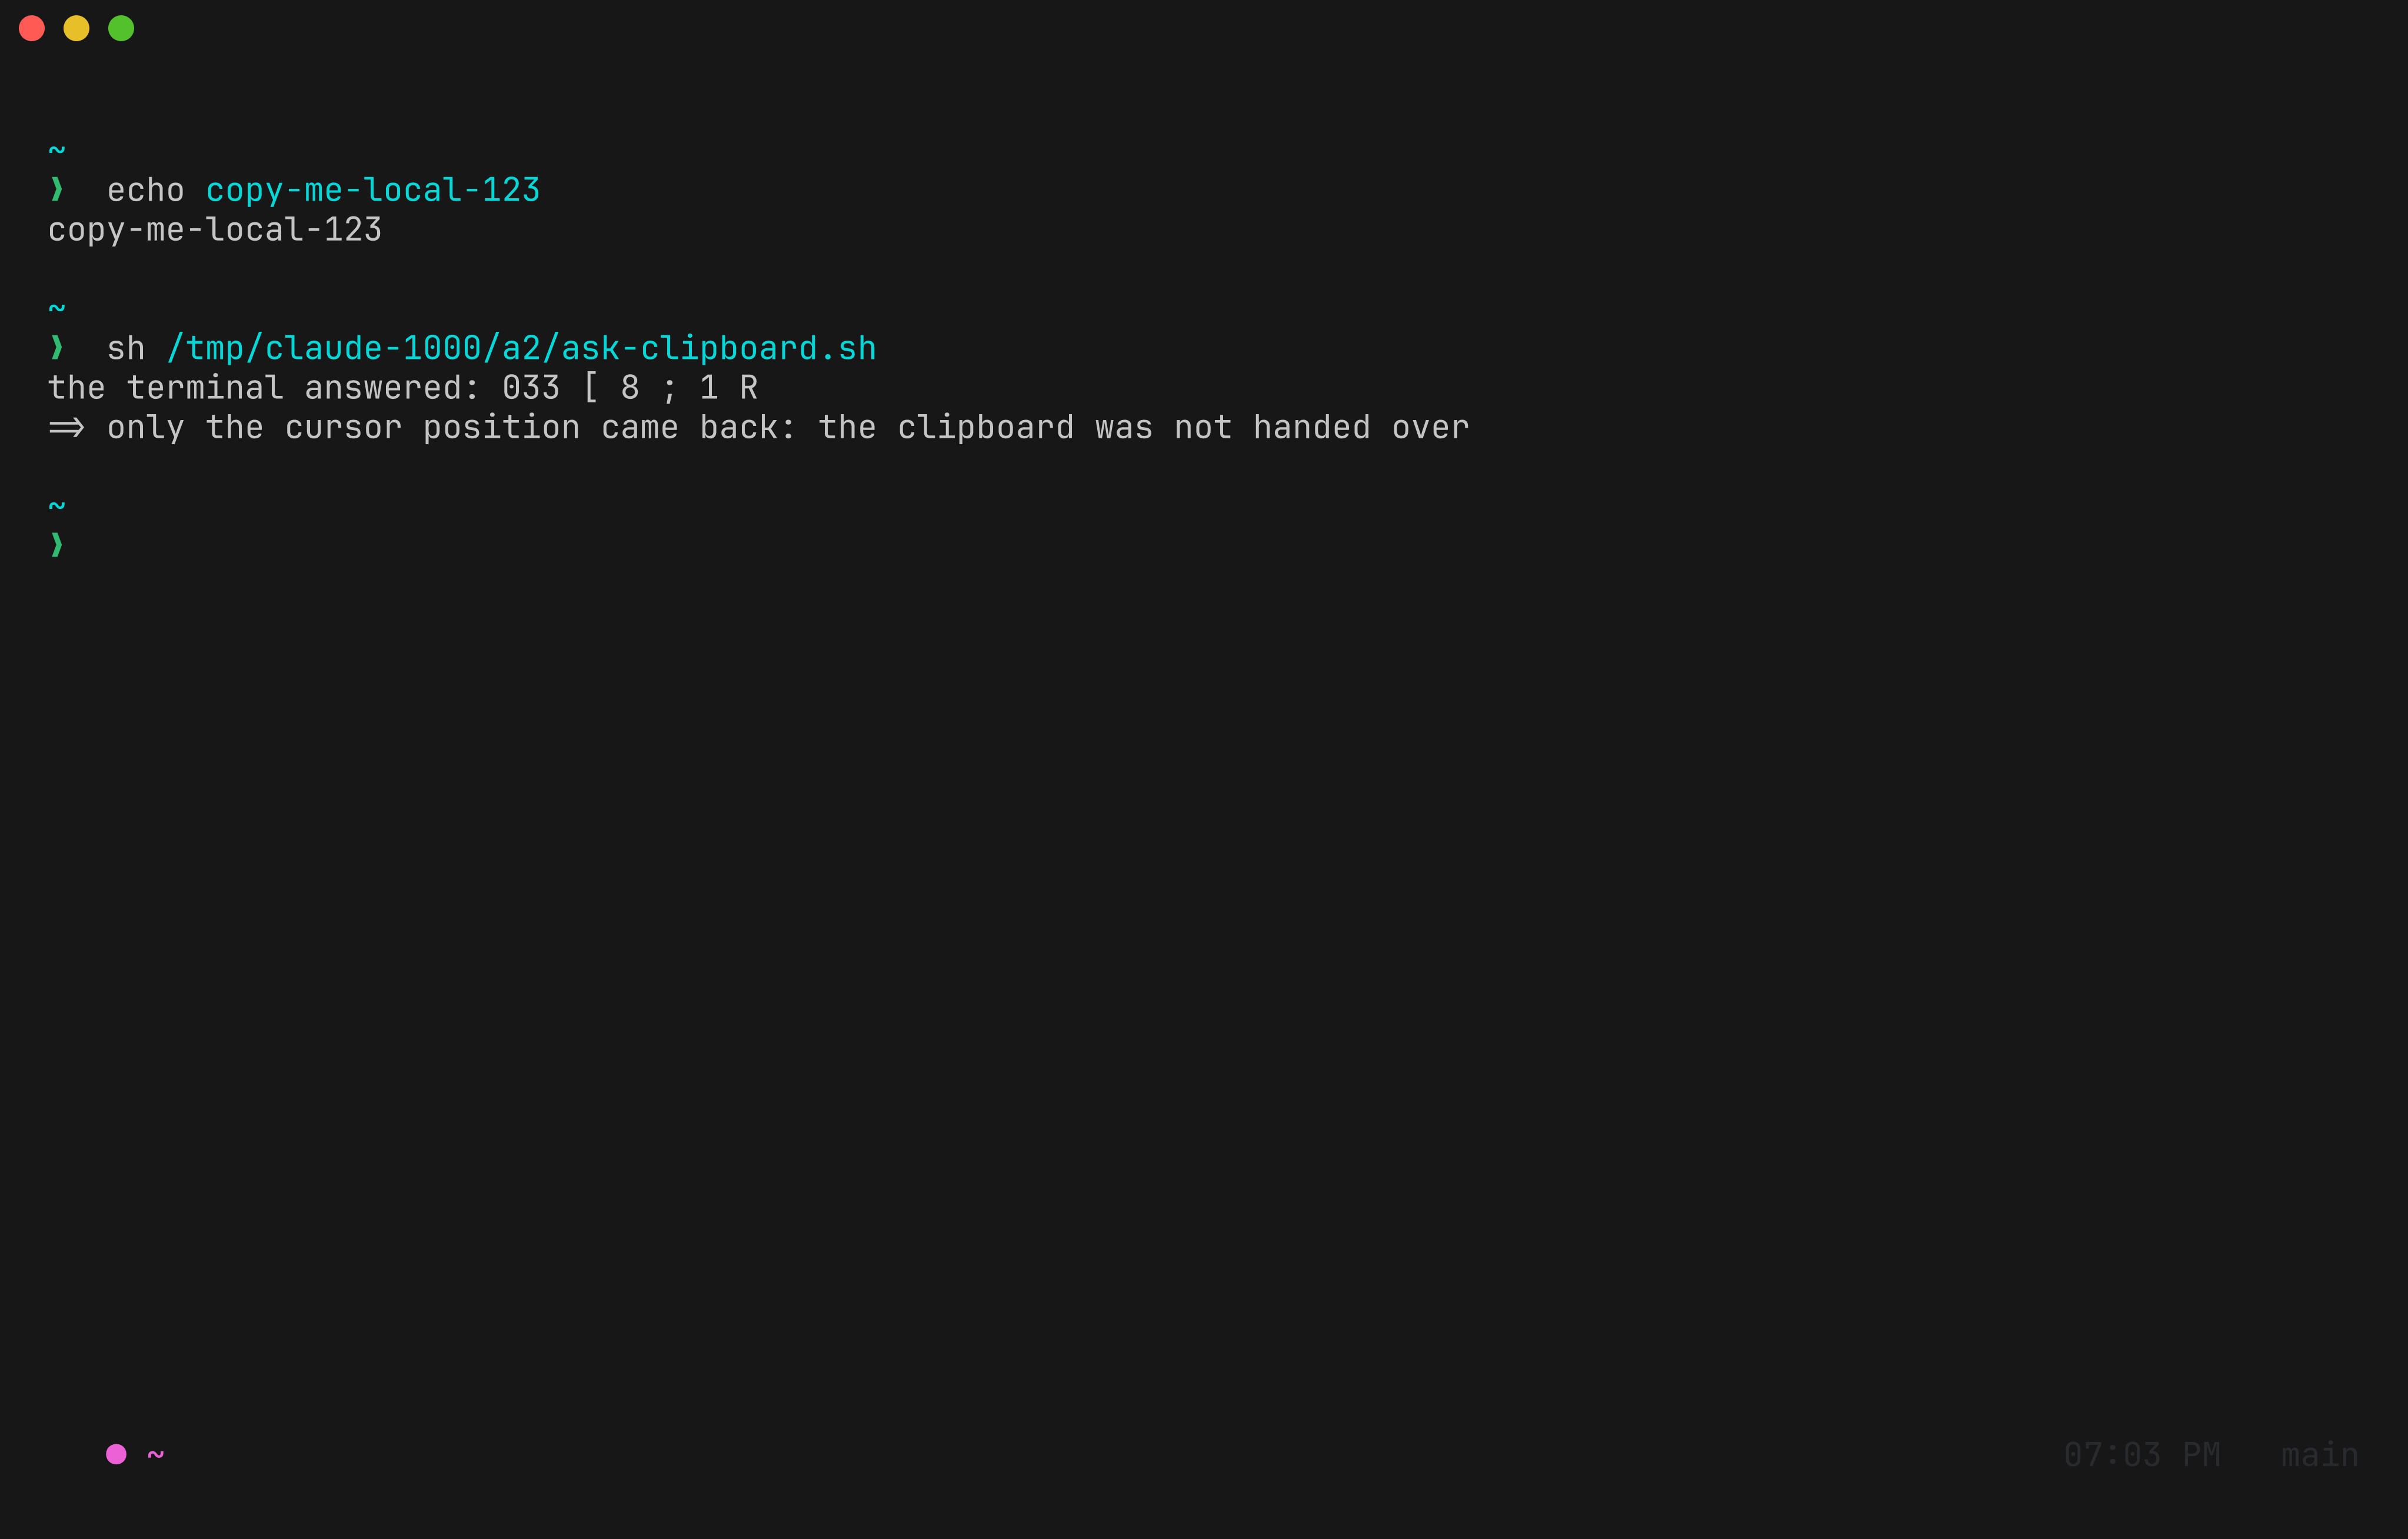 ~
❯ echo copy-me-local-123
copy-me-local-123
~
❯ sh /tmp/claude-1000/a2/ask-clipboard.sh
the terminal answered: 033 [ 8 ; 1 R
⇒ only the cursor position came back: the clipboard was not handed over
~
❯
● ~ 07:03 PM main